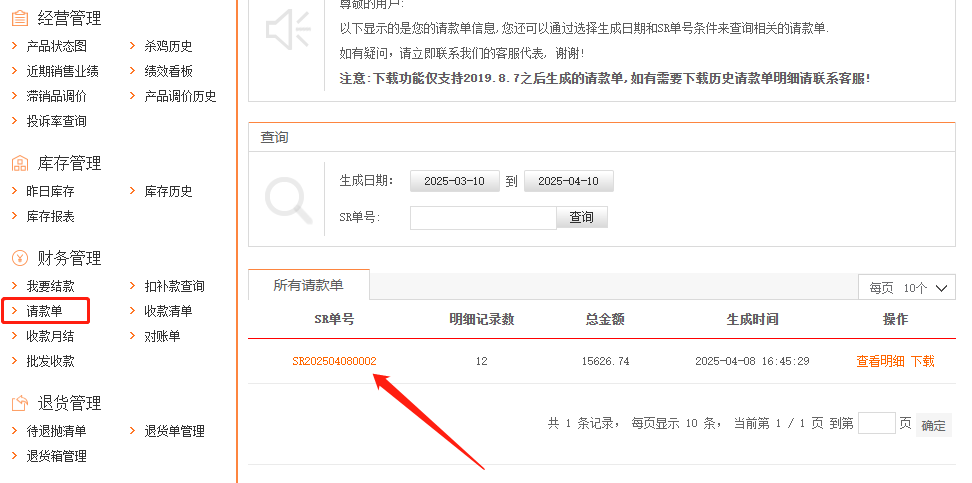 经营管理
产品状态图 杀鸡历史
近期销售业绩 绩效看板
滞销品调价 产品调价历史
投诉率查询
库存管理
昨日库存 库存历史
库存报表
财务管理
我要结款 扣补款查询
请款单 收款清单
收款月结 对账单
批发收款
退货管理
待退抛清单 退货单管理
退货箱管理
尊敬的用户:
以下显示的是您的请款单信息,您还可以通过选择生成日期和SR单号条件来查询相关的请款单.
如有疑问，请立即联系我们的客服代表, 谢谢!
注意:下载功能仅支持2019.8.7之后生成的请款单,如有需要下载历史请款单明细请联系客服!
查询
生成日期: 2025-03-10 到 2025-04-10
SR单号: 查询
所有请款单 每页 10个
SR单号 明细记录数 总金额 生成时间 操作
SR202504080002 12 15626.74 2025-04-08 16:45:29 查看明细 下载
共 1 条记录， 每页显示 10 条， 当前第 1 / 1 页 到第 页 确定